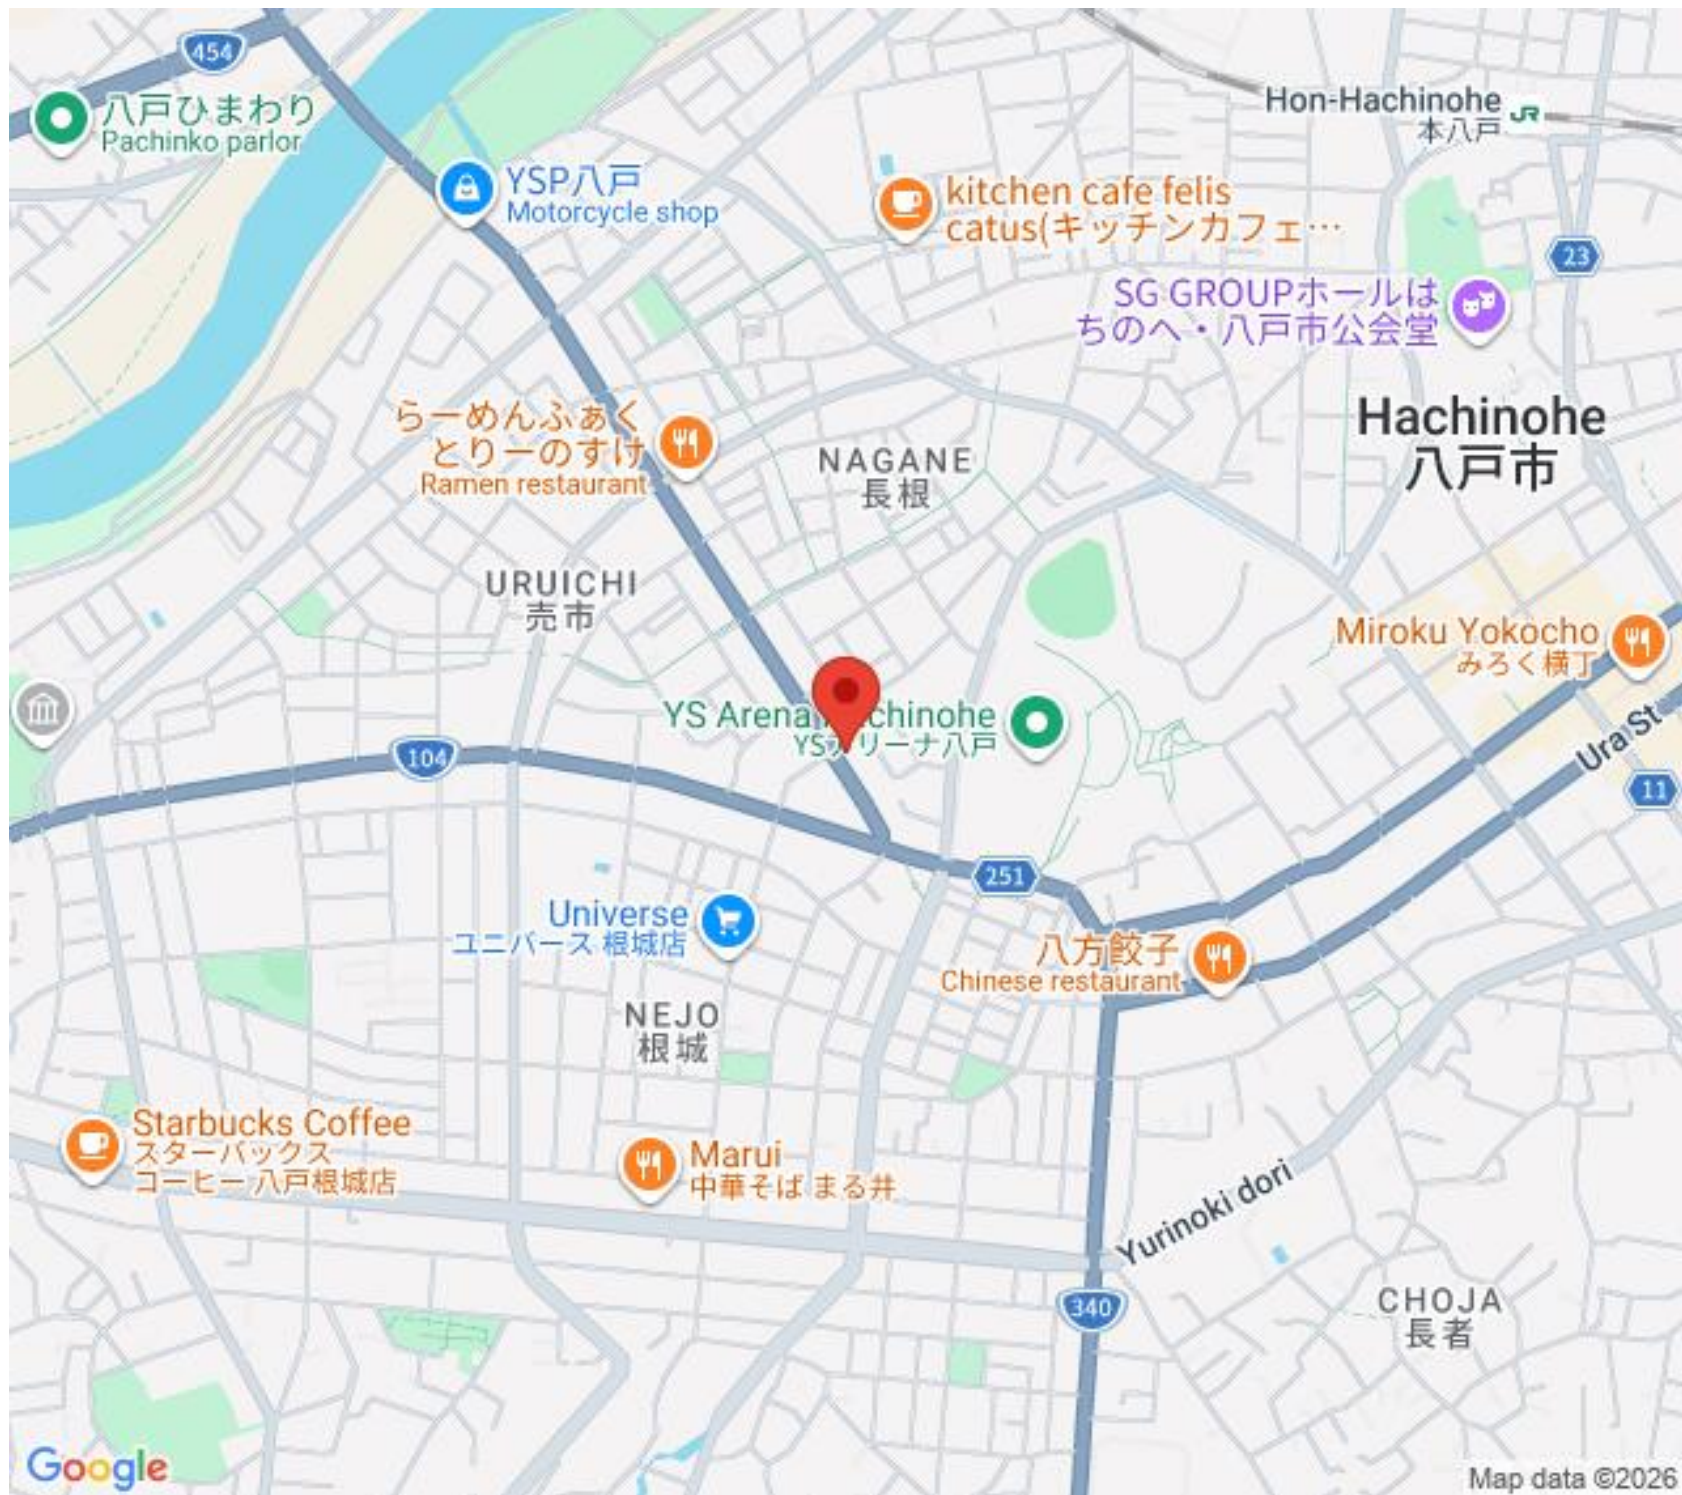 454
八戸ひまわり
Pachinko parlor
Hon-Hachinohe
本八戸
JR
YSP八戸
Motorcycle shop
kitchen cafe felis
catus(キッチンカフェ…
23
SG GROUPホールは
ちのへ・八戸市公会堂
Hachinohe
八戸市
らーめんふぁく
とりーのすけ
Ramen restaurant
NAGANE
長根
URUICHI
売市
Miroku Yokocho
みろく横丁
YS Arena Hachinohe
YSアリーナ八戸
Ura St
104
11
251
Universe
ユニバース 根城店
八方餃子
Chinese restaurant
NEJO
根城
Starbucks Coffee
スターバックス
コーヒー 八戸根城店
Marui
中華そば まる井
Yurinoki dori
340
CHOJA
長者
Google
Map data ©2026